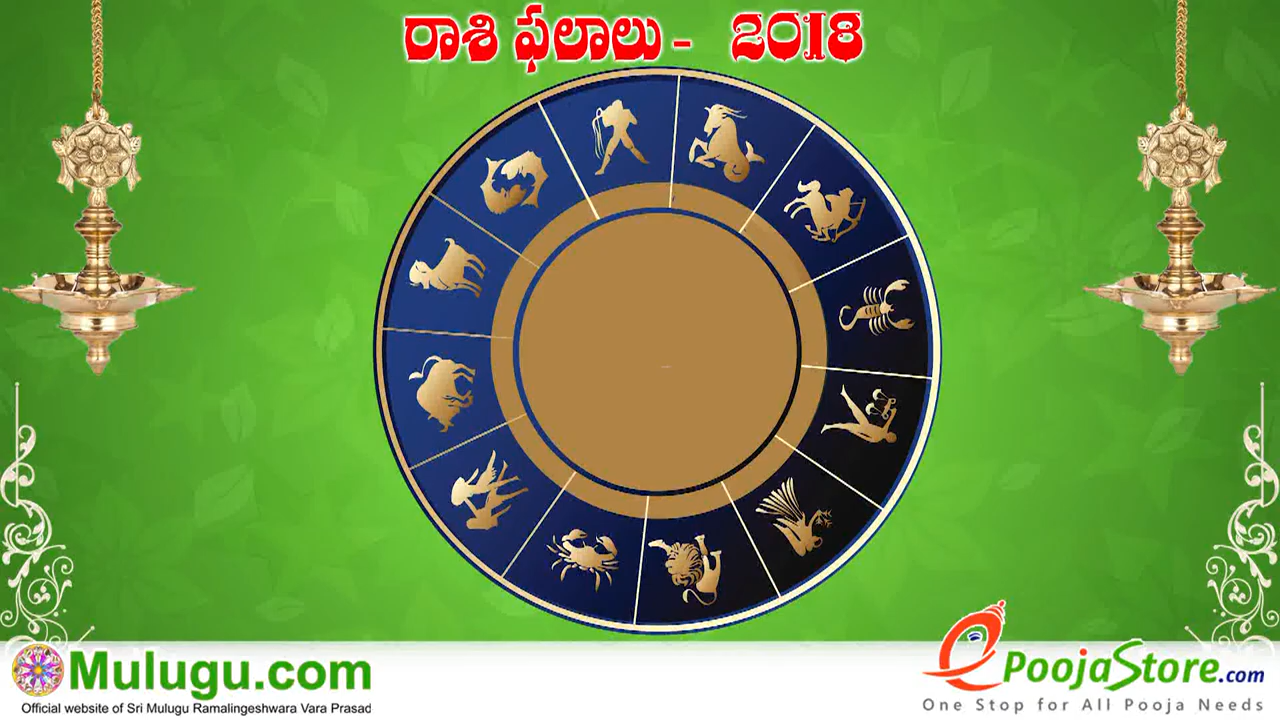 రాశి ఫలాలు - 2018
Mulugu.com
Official website of Sri Mulugu Ramalingeshwara Vara Prasad
ePoojaStore.com
One Stop for All Pooja Needs